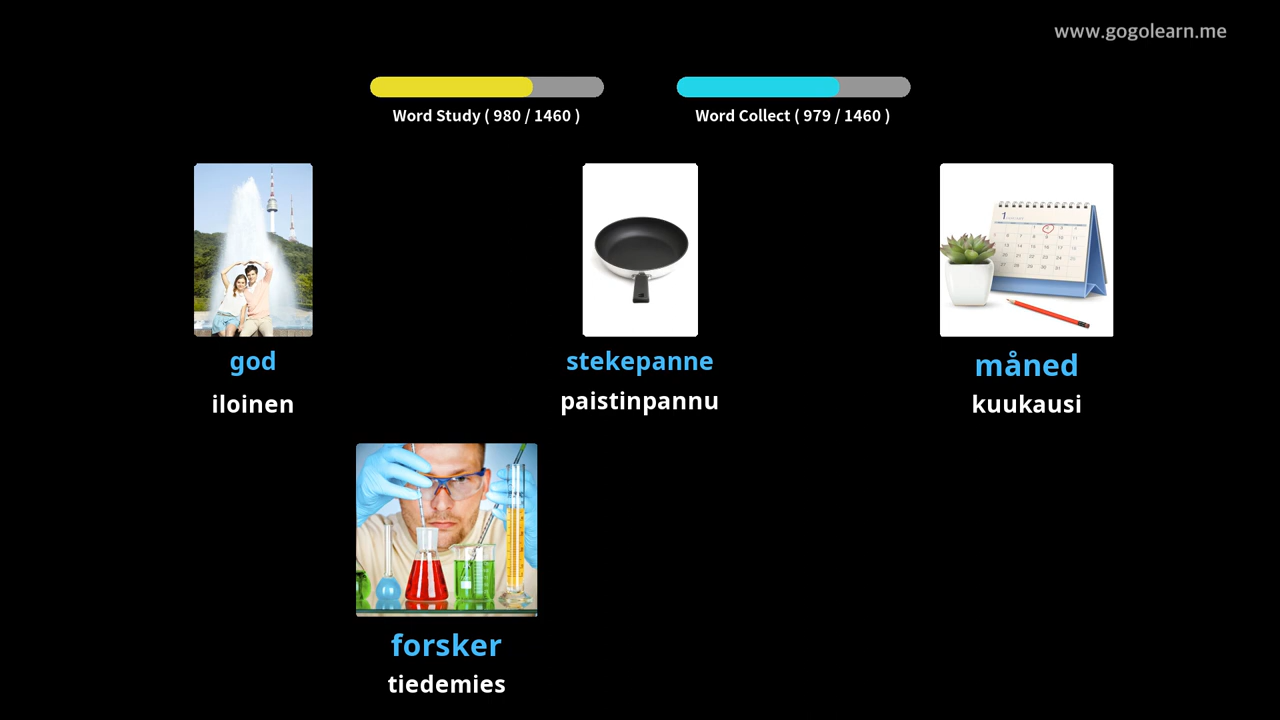 www.gogolearn.me
Word Study ( 980 / 1460 )
Word Collect ( 979 / 1460 )
god
iloinen
stekepanne
paistinpannu
måned
kuukausi
forsker
tiedemies